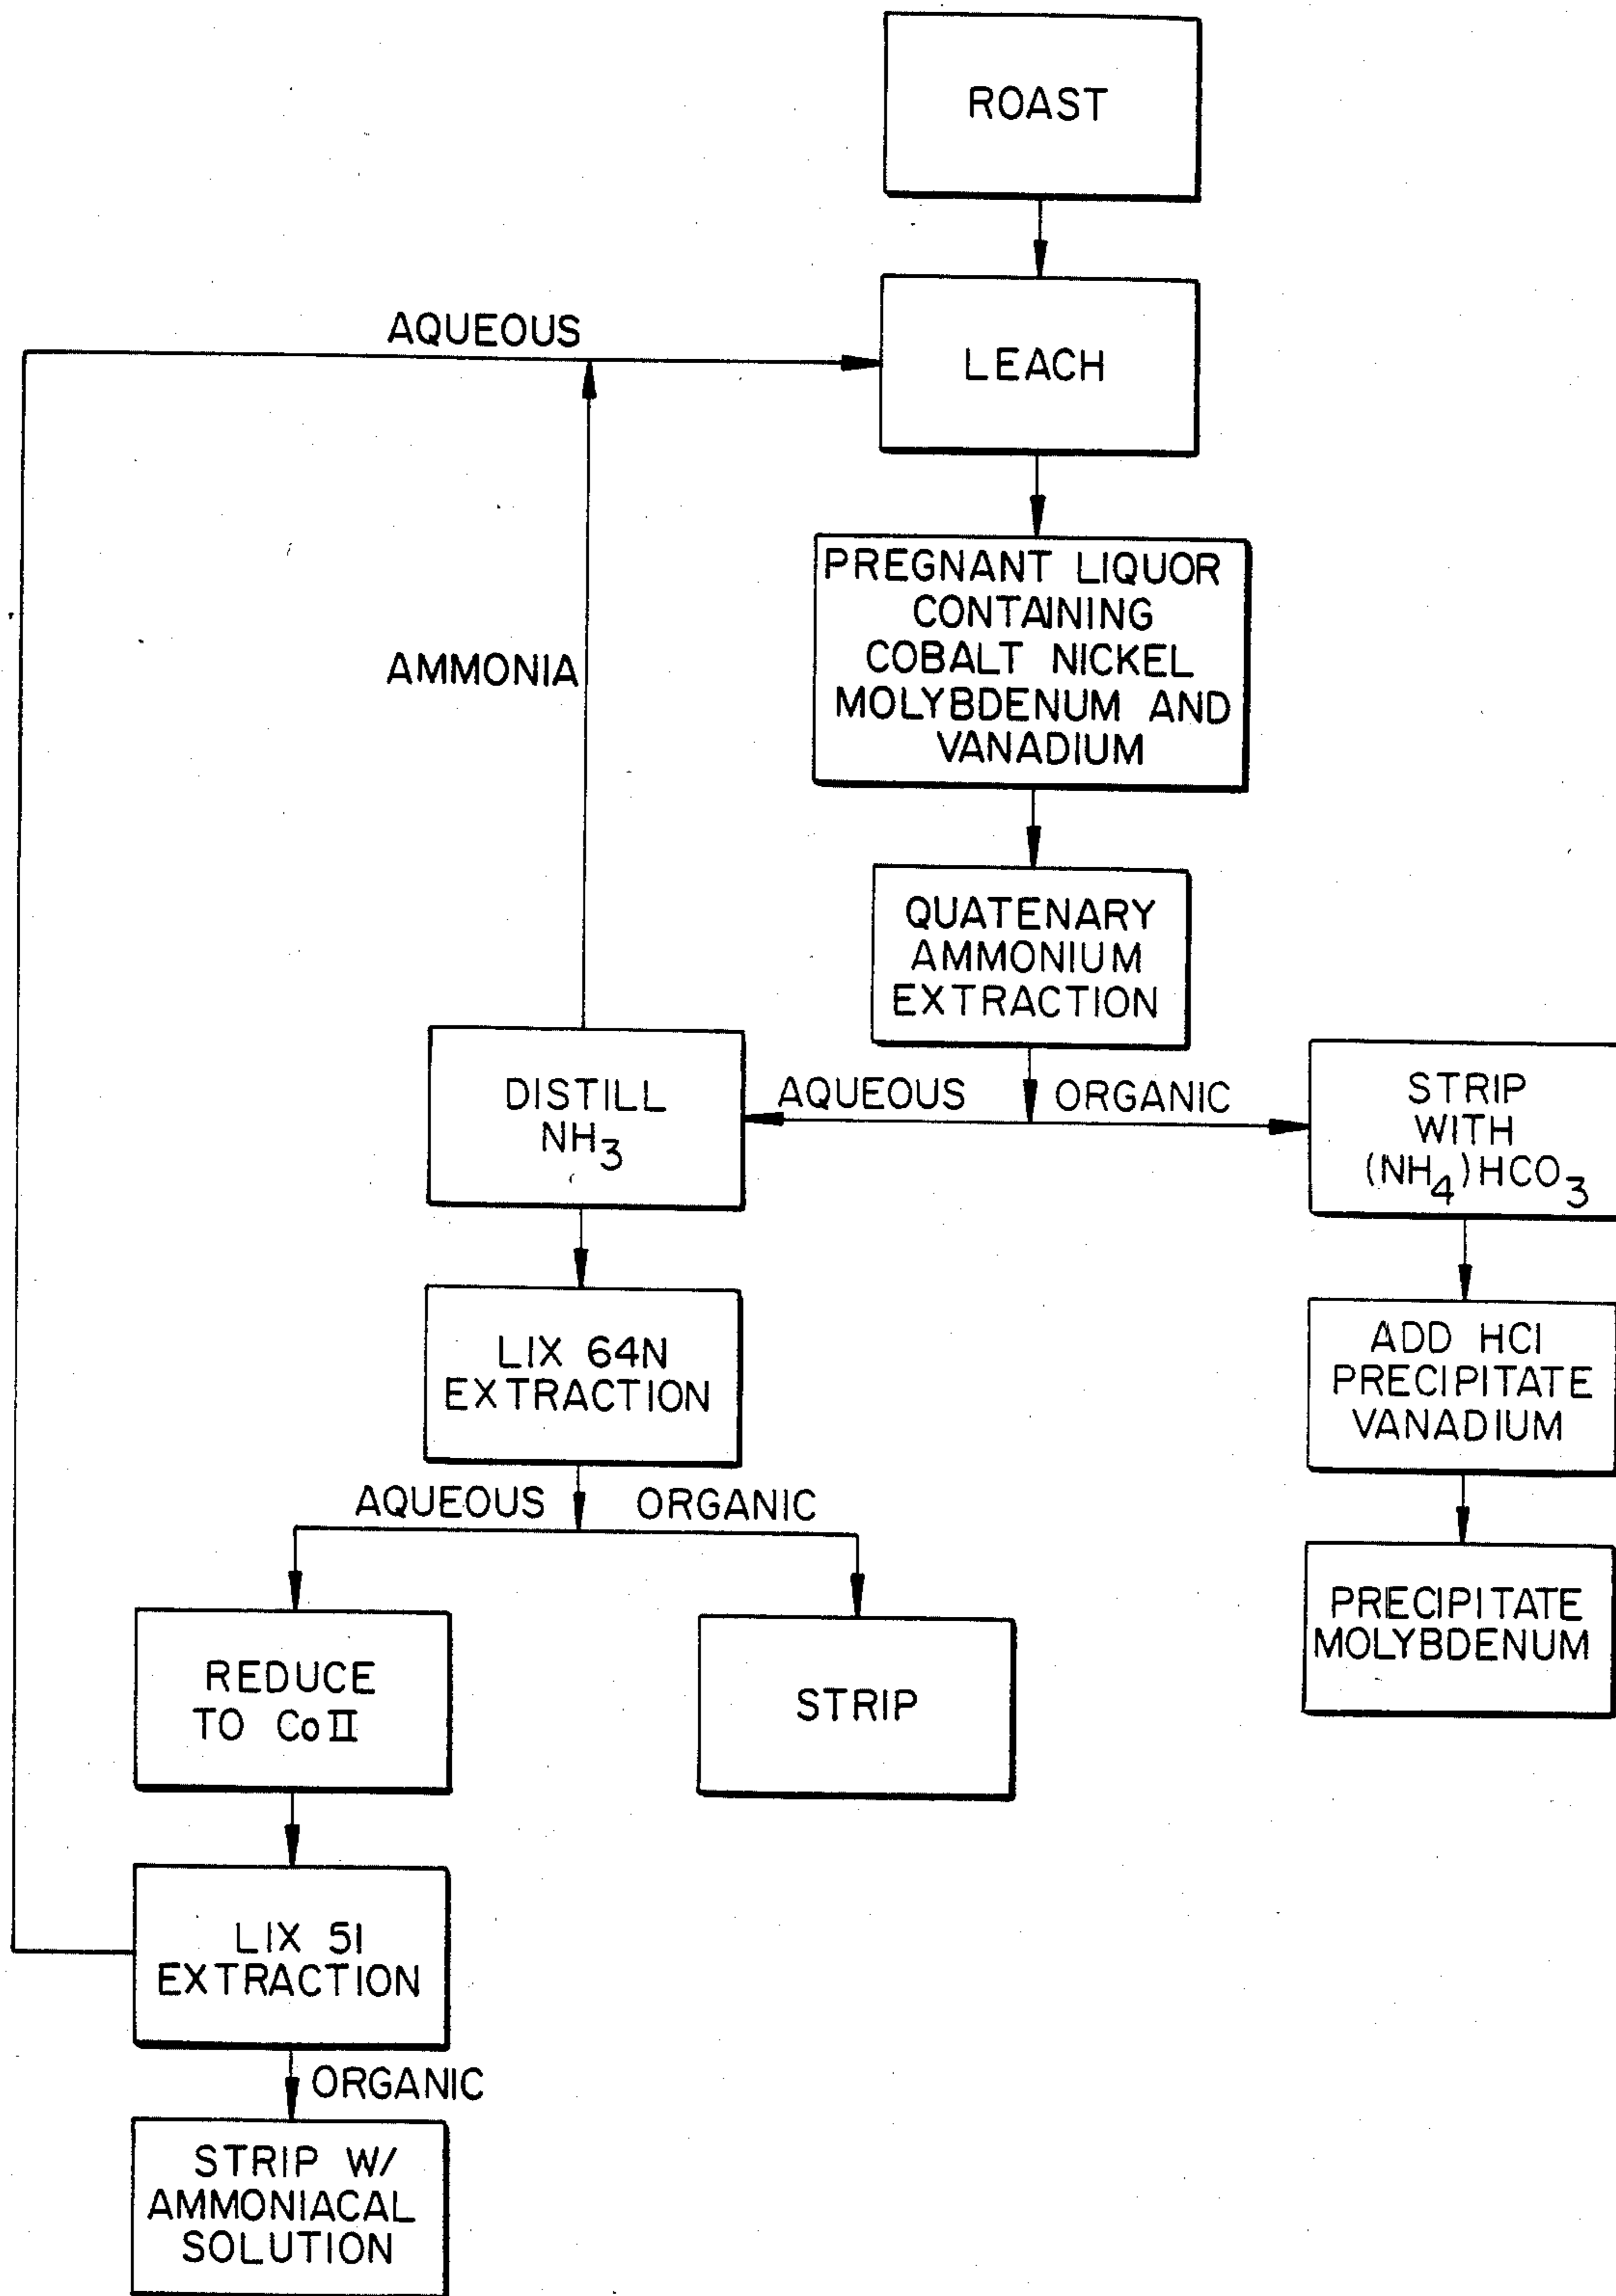 ROAST
AQUEOUS
LEACH
PREGNANT LIQUOR
CONTAINING
COBALT NICKEL
MOLYBDENUM AND
VANADIUM
AMMONIA
QUATENARY
AMMONIUM
EXTRACTION
DISTILL
NH3
AQUEOUS
ORGANIC
STRIP
WITH
(NH4)HCO3
LIX 64N
EXTRACTION
ADD HCl
PRECIPITATE
VANADIUM
AQUEOUS
ORGANIC
PRECIPITATE
MOLYBDENUM
REDUCE
TO CoII
STRIP
LIX 51
EXTRACTION
ORGANIC
STRIP W/
AMMONIACAL
SOLUTION